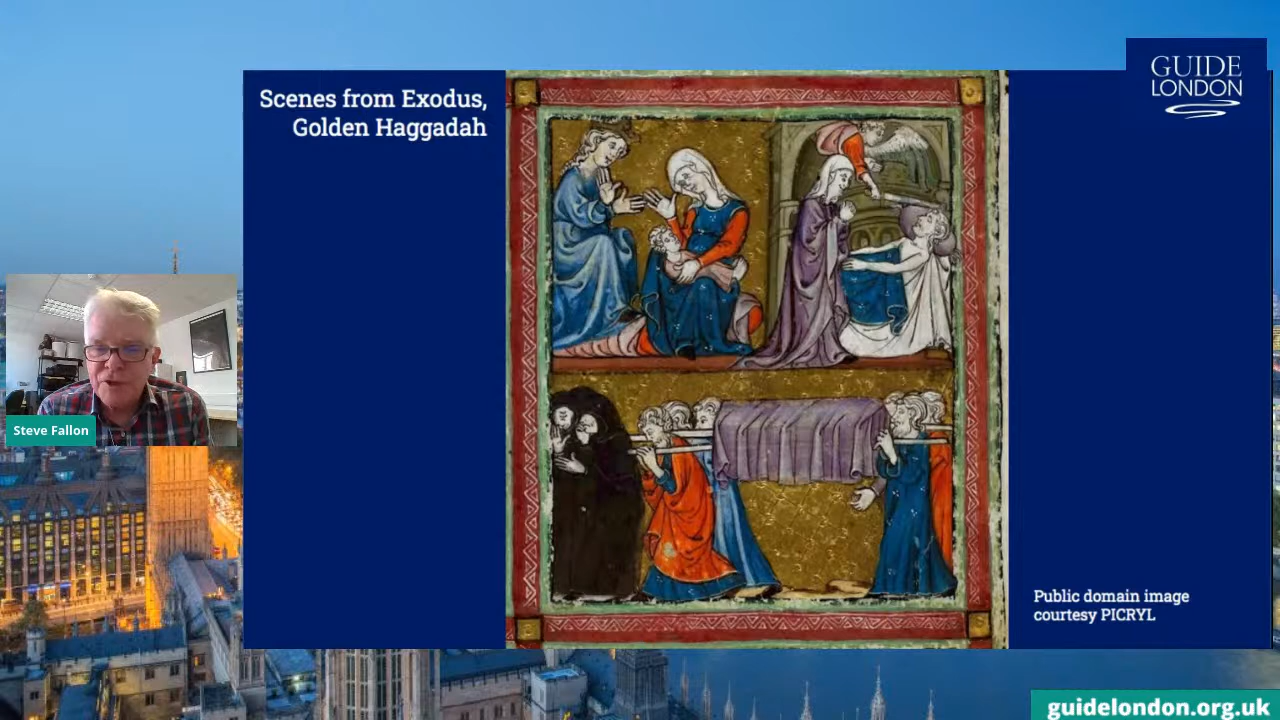 Scenes from Exodus,
Golden Haggadah
GUIDE
LONDON
Steve Fallon
Public domain image
courtesy PICRYL
guidelondon.org.uk